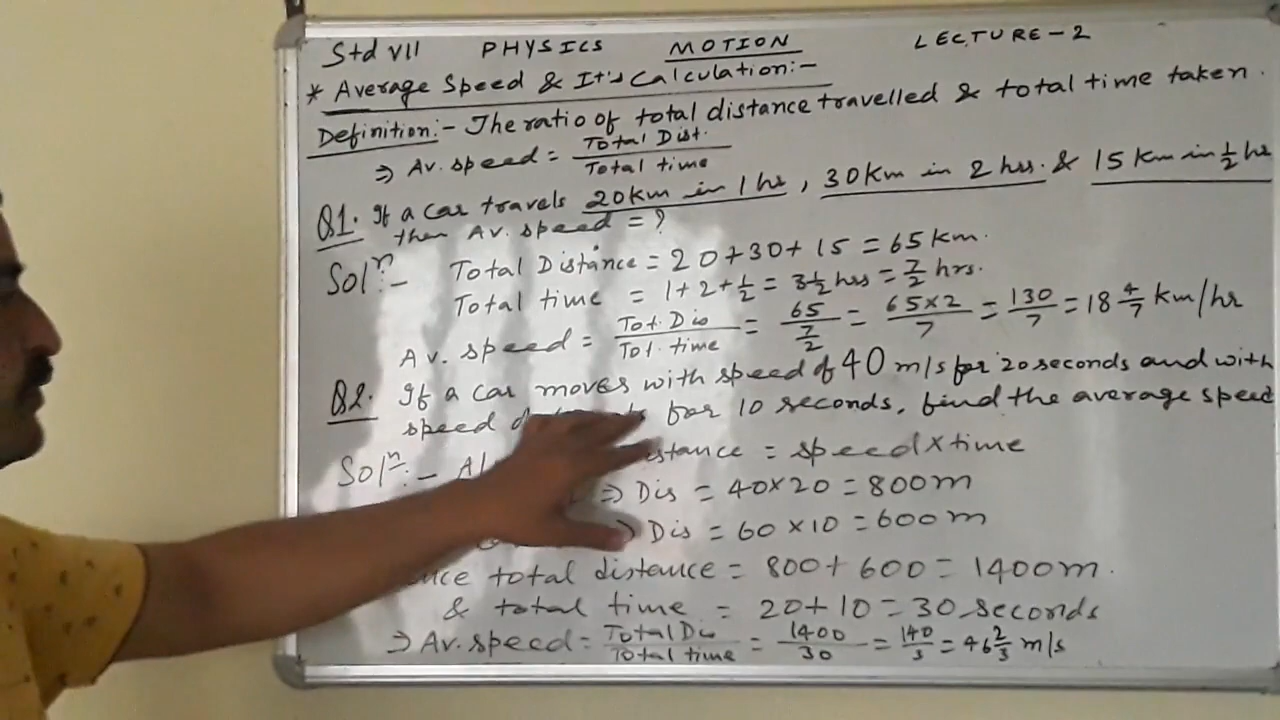 Std VII PHYSICS MOTION LECTURE-2
* Average Speed & It's Calculation:-
Definition:- The ratio of total distance travelled & total time taken.
⇒ Av. speed = Total Dist. / Total time
Q1. If a car travels 20km in 1 hr, 30km in 2 hrs. & 15 km in 1/2 hr
then Av. speed = ?
Solⁿ:- Total Distance = 20+30+15 = 65 km.
Total time = 1+2+1/2 = 3 1/2 hrs = 7/2 hrs.
Av. speed = Tot. Dis / Tot. time = 65 / 7/2 = 65×2 / 7 = 130/7 = 18 4/7 km/hr
Q2. If a car moves with speed of 40 m/s for 20 seconds and with
speed for 10 seconds, find the average speed
Solⁿ:- = speed × time
⇒ Dis = 40×20 = 800m
Dis = 60×10 = 600m
total distance = 800+600 = 1400m.
& total time = 20+10 = 30 seconds
⇒ Av. speed = Total Dis / Total time = 1400/30 = 140/3 = 46 2/3 m/s